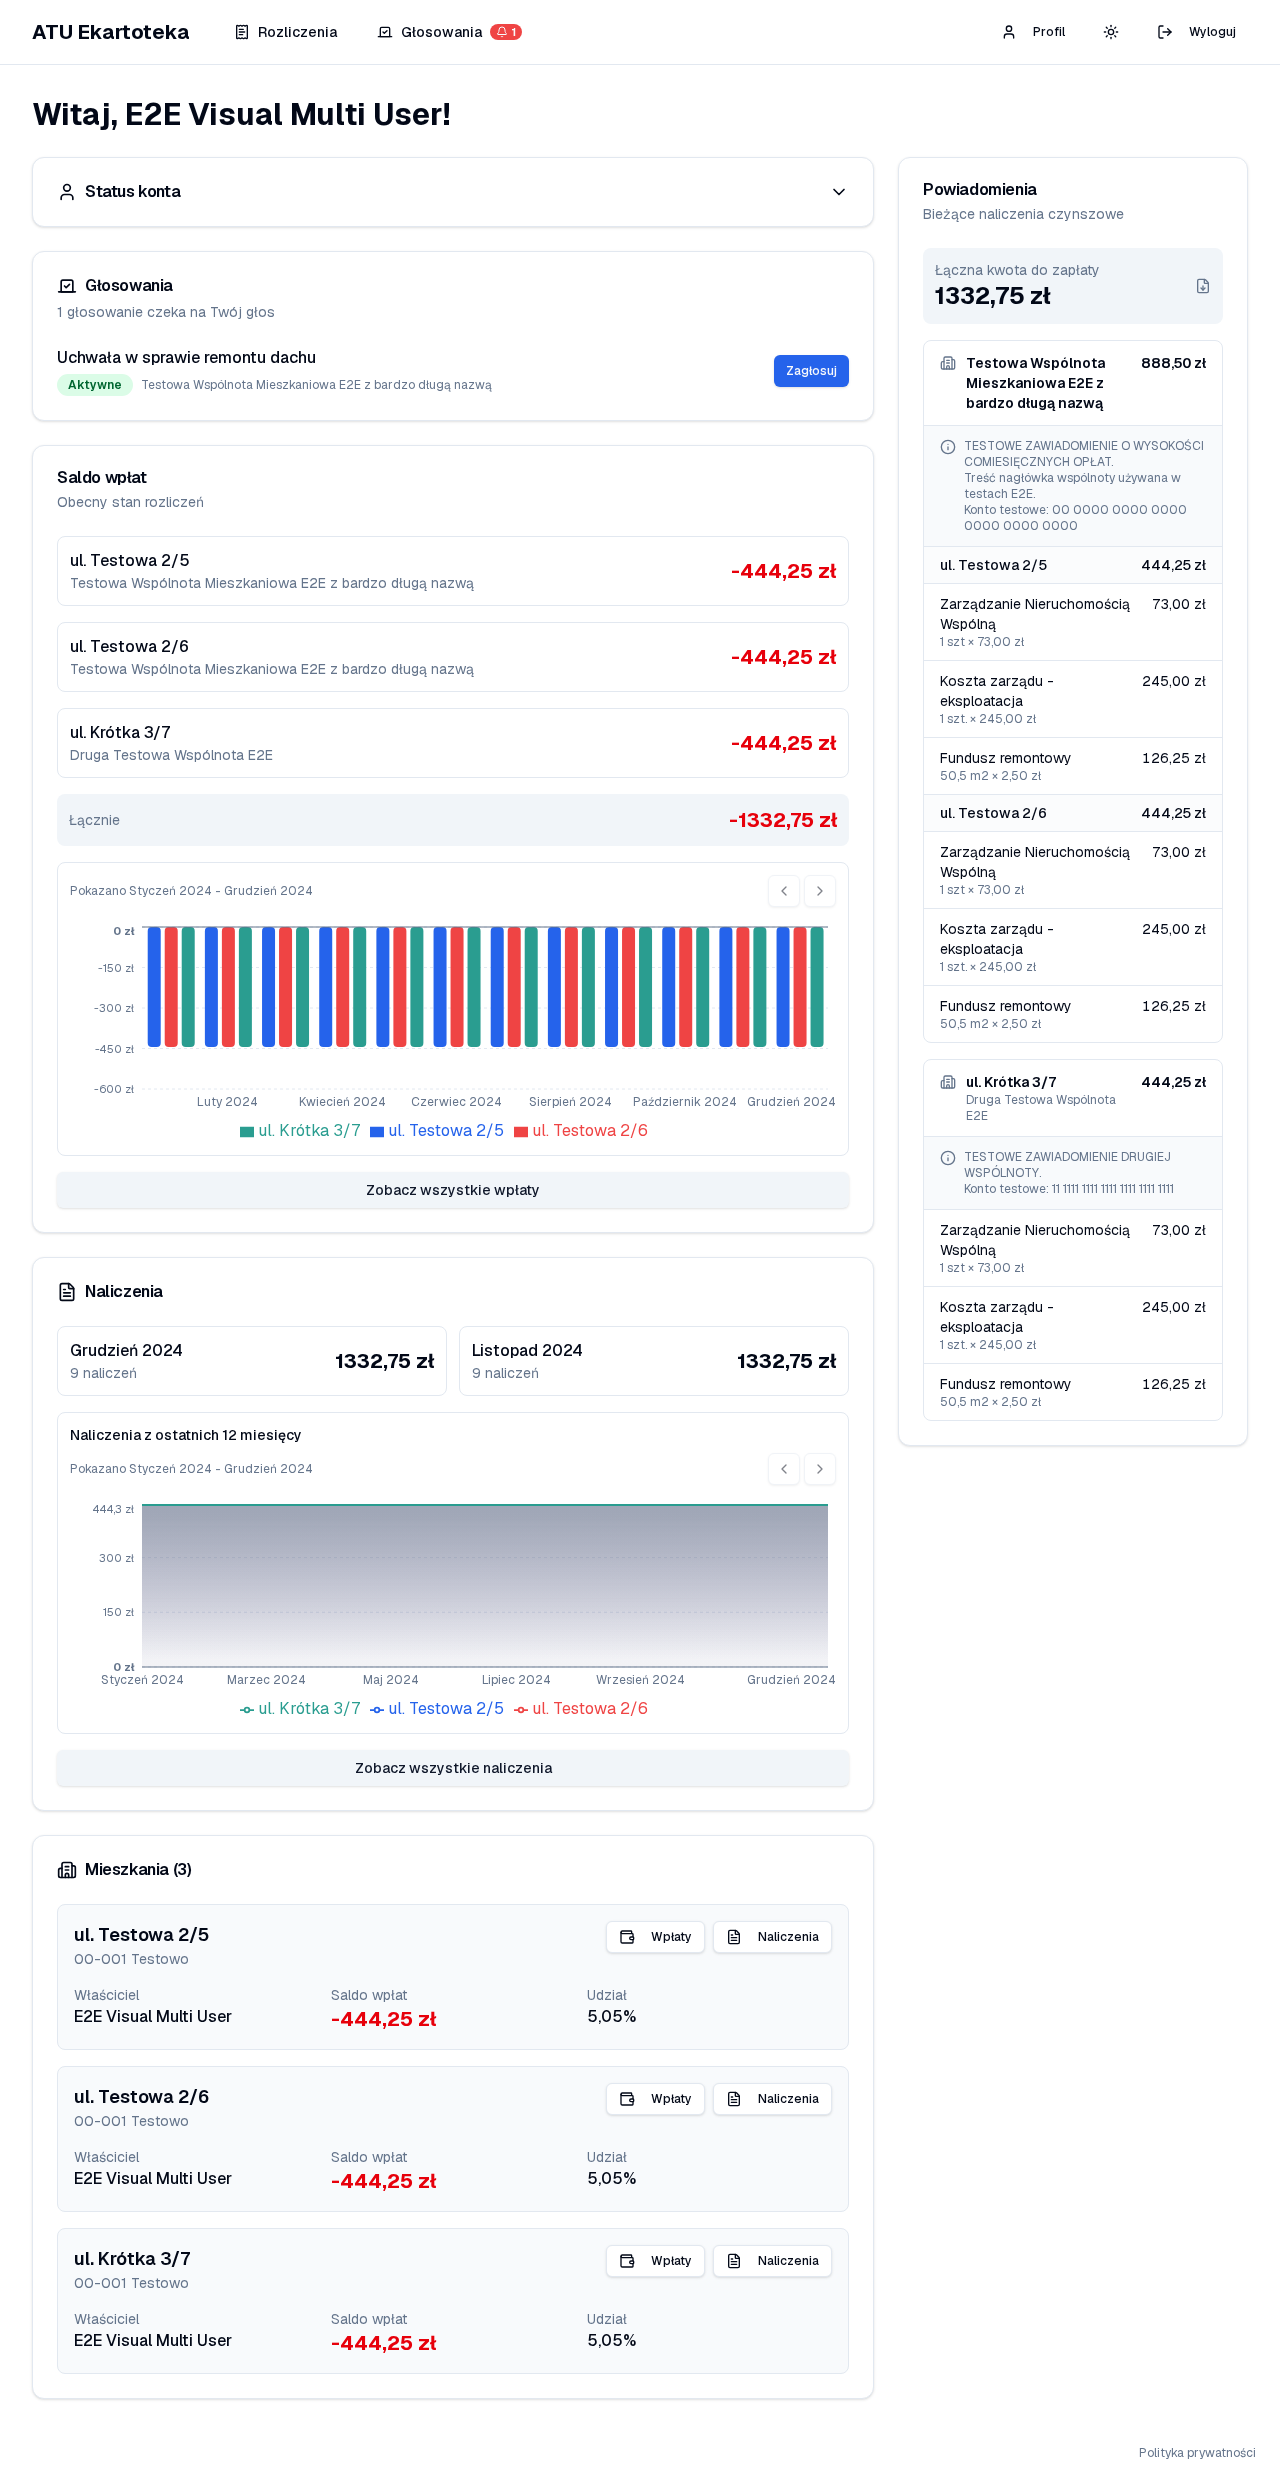 ATU Ekartoteka
Rozliczenia
Głosowania
1
Profil
Wyloguj
Witaj, E2E Visual Multi User!
Status konta
Głosowania
1 głosowanie czeka na Twój głos
Uchwała w sprawie remontu dachu
Aktywne
Testowa Wspólnota Mieszkaniowa E2E z bardzo długą nazwą
Zagłosuj
Saldo wpłat
Obecny stan rozliczeń
ul. Testowa 2/5
Testowa Wspólnota Mieszkaniowa E2E z bardzo długą nazwą
-444,25 zł
ul. Testowa 2/6
Testowa Wspólnota Mieszkaniowa E2E z bardzo długą nazwą
-444,25 zł
ul. Krótka 3/7
Druga Testowa Wspólnota E2E
-444,25 zł
Łącznie
-1332,75 zł
Pokazano Styczeń 2024 - Grudzień 2024
0 zł
-150 zł
-300 zł
-450 zł
-600 zł
Luty 2024
Kwiecień 2024
Czerwiec 2024
Sierpień 2024
Październik 2024
Grudzień 2024
ul. Krótka 3/7
ul. Testowa 2/5
ul. Testowa 2/6
Zobacz wszystkie wpłaty
Naliczenia
Grudzień 2024
9 naliczeń
1332,75 zł
Listopad 2024
9 naliczeń
1332,75 zł
Naliczenia z ostatnich 12 miesięcy
Pokazano Styczeń 2024 - Grudzień 2024
444,3 zł
300 zł
150 zł
0 zł
Styczeń 2024
Marzec 2024
Maj 2024
Lipiec 2024
Wrzesień 2024
Grudzień 2024
ul. Krótka 3/7
ul. Testowa 2/5
ul. Testowa 2/6
Zobacz wszystkie naliczenia
Mieszkania (3)
ul. Testowa 2/5
00-001 Testowo
Wpłaty
Naliczenia
Właściciel
E2E Visual Multi User
Saldo wpłat
-444,25 zł
Udział
5,05%
ul. Testowa 2/6
00-001 Testowo
Wpłaty
Naliczenia
Właściciel
E2E Visual Multi User
Saldo wpłat
-444,25 zł
Udział
5,05%
ul. Krótka 3/7
00-001 Testowo
Wpłaty
Naliczenia
Właściciel
E2E Visual Multi User
Saldo wpłat
-444,25 zł
Udział
5,05%
Powiadomienia
Bieżące naliczenia czynszowe
Łączna kwota do zapłaty
1332,75 zł
Testowa Wspólnota
Mieszkaniowa E2E z
bardzo długą nazwą
888,50 zł
TESTOWE ZAWIADOMIENIE O WYSOKOŚCI
COMIESIĘCZNYCH OPŁAT.
Treść nagłówka wspólnoty używana w
testach E2E.
Konto testowe: 00 0000 0000 0000
0000 0000 0000
ul. Testowa 2/5
444,25 zł
Zarządzanie Nieruchomością
Wspólną
1 szt × 73,00 zł
73,00 zł
Koszta zarządu -
eksploatacja
1 szt. × 245,00 zł
245,00 zł
Fundusz remontowy
50,5 m2 × 2,50 zł
126,25 zł
ul. Testowa 2/6
444,25 zł
Zarządzanie Nieruchomością
Wspólną
1 szt × 73,00 zł
73,00 zł
Koszta zarządu -
eksploatacja
1 szt. × 245,00 zł
245,00 zł
Fundusz remontowy
50,5 m2 × 2,50 zł
126,25 zł
ul. Krótka 3/7
Druga Testowa Wspólnota
E2E
444,25 zł
TESTOWE ZAWIADOMIENIE DRUGIEJ
WSPÓLNOTY.
Konto testowe: 11 1111 1111 1111 1111 1111 1111
Zarządzanie Nieruchomością
Wspólną
1 szt × 73,00 zł
73,00 zł
Koszta zarządu -
eksploatacja
1 szt. × 245,00 zł
245,00 zł
Fundusz remontowy
50,5 m2 × 2,50 zł
126,25 zł
Polityka prywatności